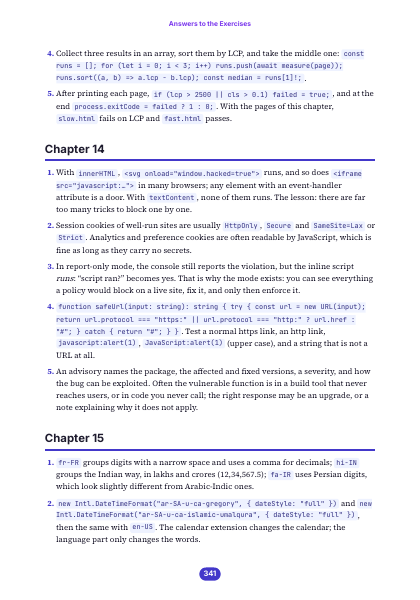 Answers to the Exercises
4. Collect three results in an array, sort them by LCP, and take the middle one: const
runs = []; for (let i = 0; i < 3; i++) runs.push(await measure(page));
runs.sort((a, b) => a.lcp - b.lcp); const median = runs[1]!; .
5. After printing each page, if (lcp > 2500 || cls > 0.1) failed = true; , and at the
end process.exitCode = failed ? 1 : 0; . With the pages of this chapter,
slow.html fails on LCP and fast.html passes.
Chapter 14
1. With innerHTML , <svg onload="window.hacked=true"> runs, and so does <iframe
src="javascript:…"> in many browsers; any element with an event-handler
attribute is a door. With textContent , none of them runs. The lesson: there are far
too many tricks to block one by one.
2. Session cookies of well-run sites are usually HttpOnly , Secure and SameSite=Lax or
Strict . Analytics and preference cookies are often readable by JavaScript, which is
fine as long as they carry no secrets.
3. In report-only mode, the console still reports the violation, but the inline script
runs: “script ran?” becomes yes. That is why the mode exists: you can see everything
a policy would block on a live site, fix it, and only then enforce it.
4. function safeUrl(input: string): string { try { const url = new URL(input);
return url.protocol === "https:" || url.protocol === "http:" ? url.href :
"#"; } catch { return "#"; } } . Test a normal https link, an http link,
javascript:alert(1) , JavaScript:alert(1) (upper case), and a string that is not a
URL at all.
5. An advisory names the package, the affected and fixed versions, a severity, and how
the bug can be exploited. Often the vulnerable function is in a build tool that never
reaches users, or in code you never call; the right response may be an upgrade, or a
note explaining why it does not apply.
Chapter 15
1. fr-FR groups digits with a narrow space and uses a comma for decimals; hi-IN
groups the Indian way, in lakhs and crores (12,34,567.5); fa-IR uses Persian digits,
which look slightly different from Arabic-Indic ones.
2. new Intl.DateTimeFormat("ar-SA-u-ca-gregory", { dateStyle: "full" }) and new
Intl.DateTimeFormat("ar-SA-u-ca-islamic-umalqura", { dateStyle: "full" }) ,
then the same with en-US . The calendar extension changes the calendar; the
language part only changes the words.
341